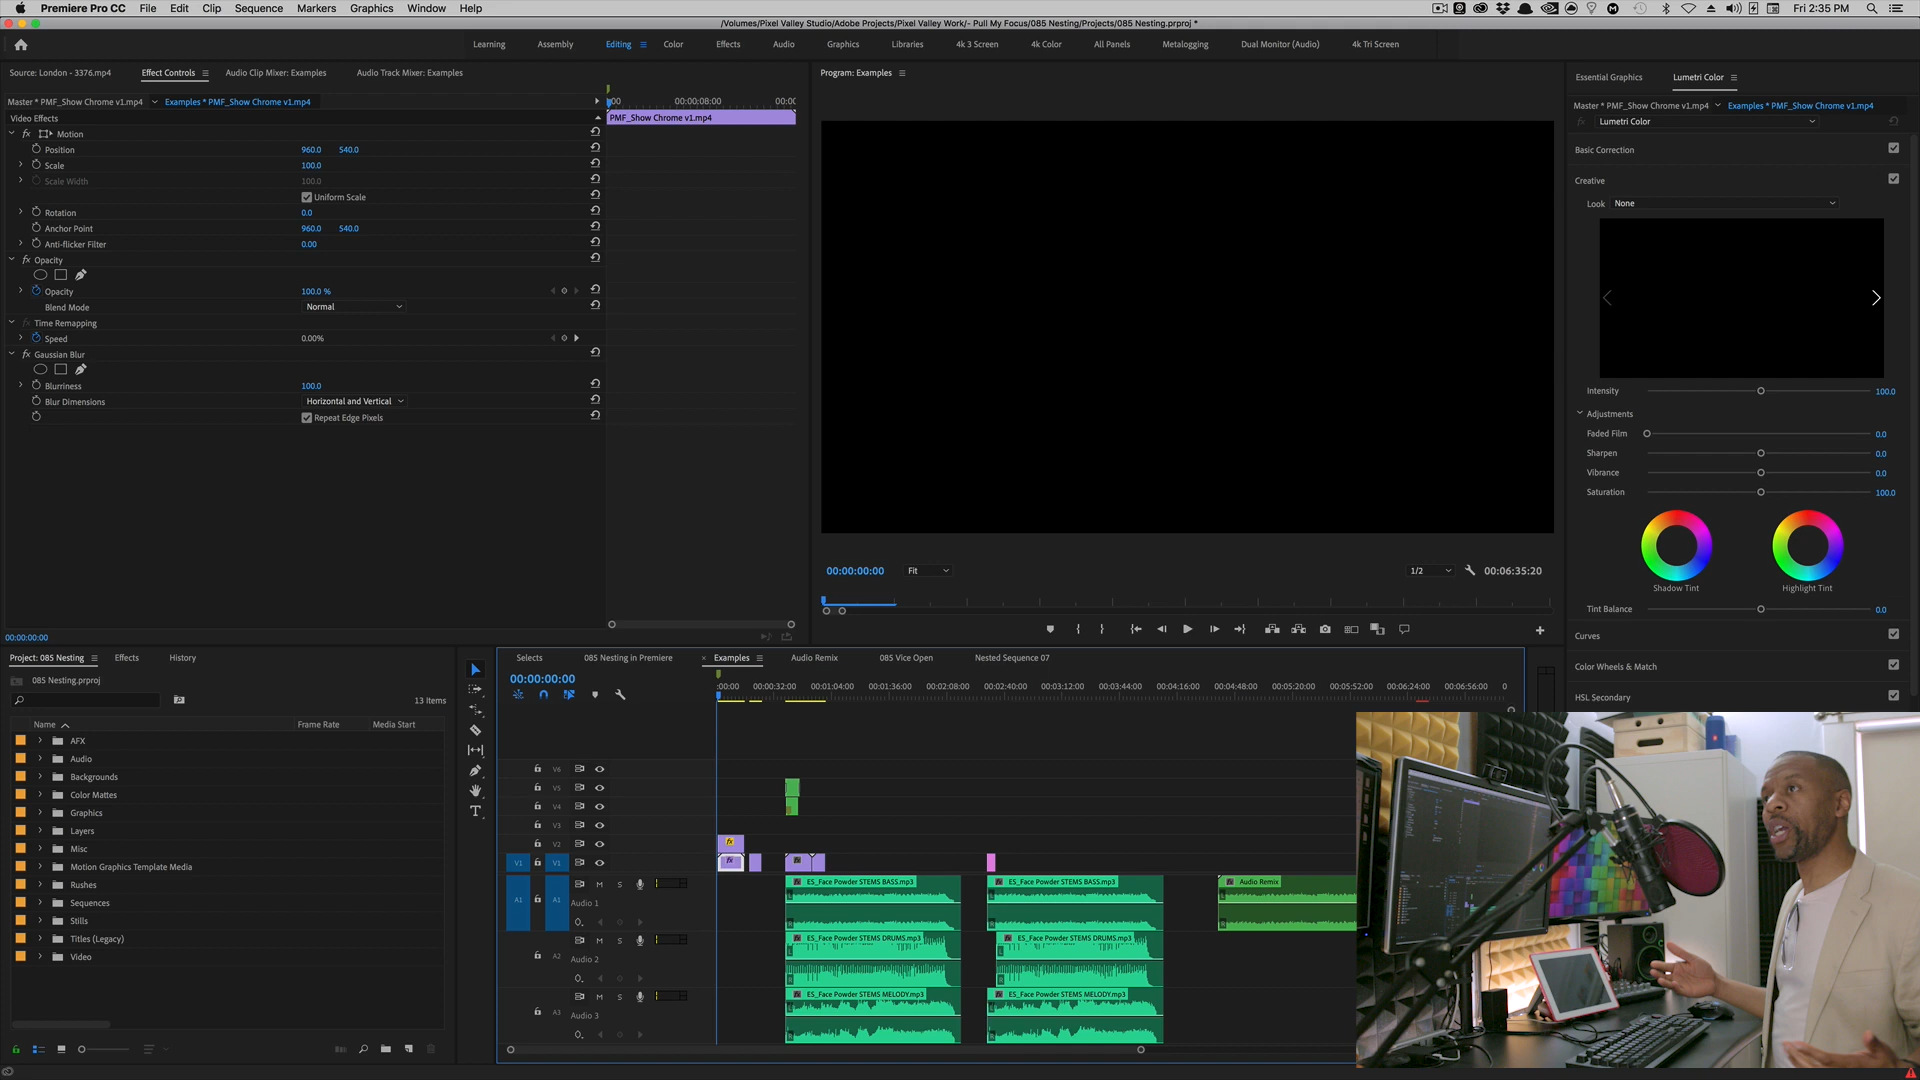 Premiere Pro CC File Edit Clip Sequence Markers Graphics Window Help
Fri 2:35 PM
/Volumes/Pixel Valley Studio/Adobe Projects/Pixel Valley Work/- Pull My Focus/085 Nesting/Projects/085 Nesting.prproj *
Learning Assembly Editing Color Effects Audio Graphics Libraries 4k 3 Screen 4k Color All Panels Metalogging Dual Monitor (Audio) 4k Tri Screen
Source: London - 3376.mp4 Effect Controls Audio Clip Mixer: Examples Audio Track Mixer: Examples
Master * PMF_Show Chrome v1.mp4 Examples * PMF_Show Chrome v1.mp4
:00 00:00:08:00 00:00
Video Effects
PMF_Show Chrome v1.mp4
fx Motion
Position 960.0 540.0
Scale 100.0
Scale Width 100.0
Uniform Scale
Rotation 0.0
Anchor Point 960.0 540.0
Anti-flicker Filter 0.00
fx Opacity
Opacity 100.0 %
Blend Mode Normal
fx Time Remapping
Speed 0.00%
fx Gaussian Blur
Blurriness 100.0
Blur Dimensions Horizontal and Vertical
Repeat Edge Pixels
00:00:00:00
Program: Examples
00:00:00:00 Fit 1/2 00:06:35:20
Essential Graphics Lumetri Color
Master * PMF_Show Chrome v1.mp4 Examples * PMF_Show Chrome v1.mp4
fx Lumetri Color
Basic Correction
Creative
Look None
Intensity 100.0
Adjustments
Faded Film 0.0
Sharpen 0.0
Vibrance 0.0
Saturation 100.0
Shadow Tint Highlight Tint
Tint Balance 0.0
Curves
Color Wheels & Match
HSL Secondary
Project: 085 Nesting Effects History
085 Nesting.prproj
13 Items
Name Frame Rate Media Start
AFX
Audio
Backgrounds
Color Mattes
Graphics
Layers
Misc
Motion Graphics Template Media
Rushes
Sequences
Stills
Titles (Legacy)
Video
Selects 085 Nesting in Premiere Examples Audio Remix 085 Vice Open Nested Sequence 07
00:00:00:00
:00:00 00:00:32:00 00:01:04:00 00:01:36:00 00:02:08:00 00:02:40:00 00:03:12:00 00:03:44:00 00:04:16:00 00:04:48:00 00:05:20:00 00:05:52:00 00:06:24:00 00:06:56:00 0
V6
V5
V4
V3
V2
V1 V1
M S
A1 A1 Audio 1
ES_Face Powder STEMS BASS.mp3 ES_Face Powder STEMS BASS.mp3 Audio Remix
M S
A2 Audio 2
ES_Face Powder STEMS DRUMS.mp3 ES_Face Powder STEMS DRUMS.mp3
M S
A3 Audio 3
ES_Face Powder STEMS MELODY.mp3 ES_Face Powder STEMS MELODY.mp3